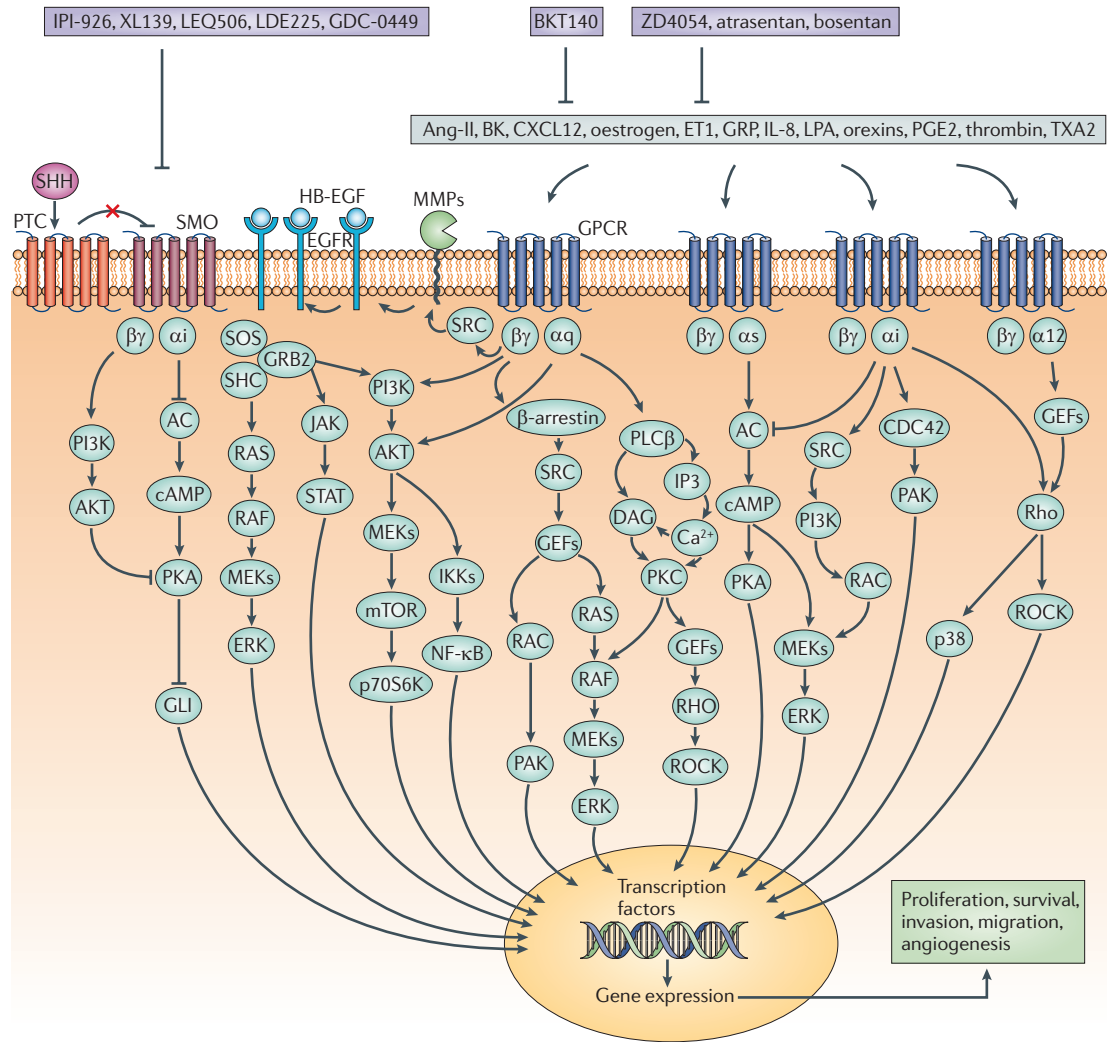 IPI-926, XL139, LEQ506, LDE225, GDC-0449
BKT140
ZD4054, atrasentan, bosentan
Ang-II, BK, CXCL12, oestrogen, ET1, GRP, IL-8, LPA, orexins, PGE2, thrombin, TXA2
SHH
PTC
SMO
HB-EGF
EGFR
MMPs
GPCR
βγ
αi
SOS
GRB2
SHC
SRC
βγ
αq
βγ
αs
βγ
αi
βγ
α12
PI3K
AKT
AC
cAMP
PKA
GLI
RAS
RAF
MEKs
ERK
JAK
STAT
PI3K
AKT
MEKs
mTOR
p70S6K
IKKs
NF-κB
β-arrestin
SRC
GEFs
RAC
PAK
RAS
RAF
MEKs
ERK
PLCβ
IP3
DAG
Ca²⁺
PKC
GEFs
RHO
ROCK
AC
cAMP
PKA
SRC
PI3K
RAC
MEKs
ERK
CDC42
PAK
GEFs
Rho
p38
ROCK
Transcription
factors
Gene expression
Proliferation, survival,
invasion, migration,
angiogenesis